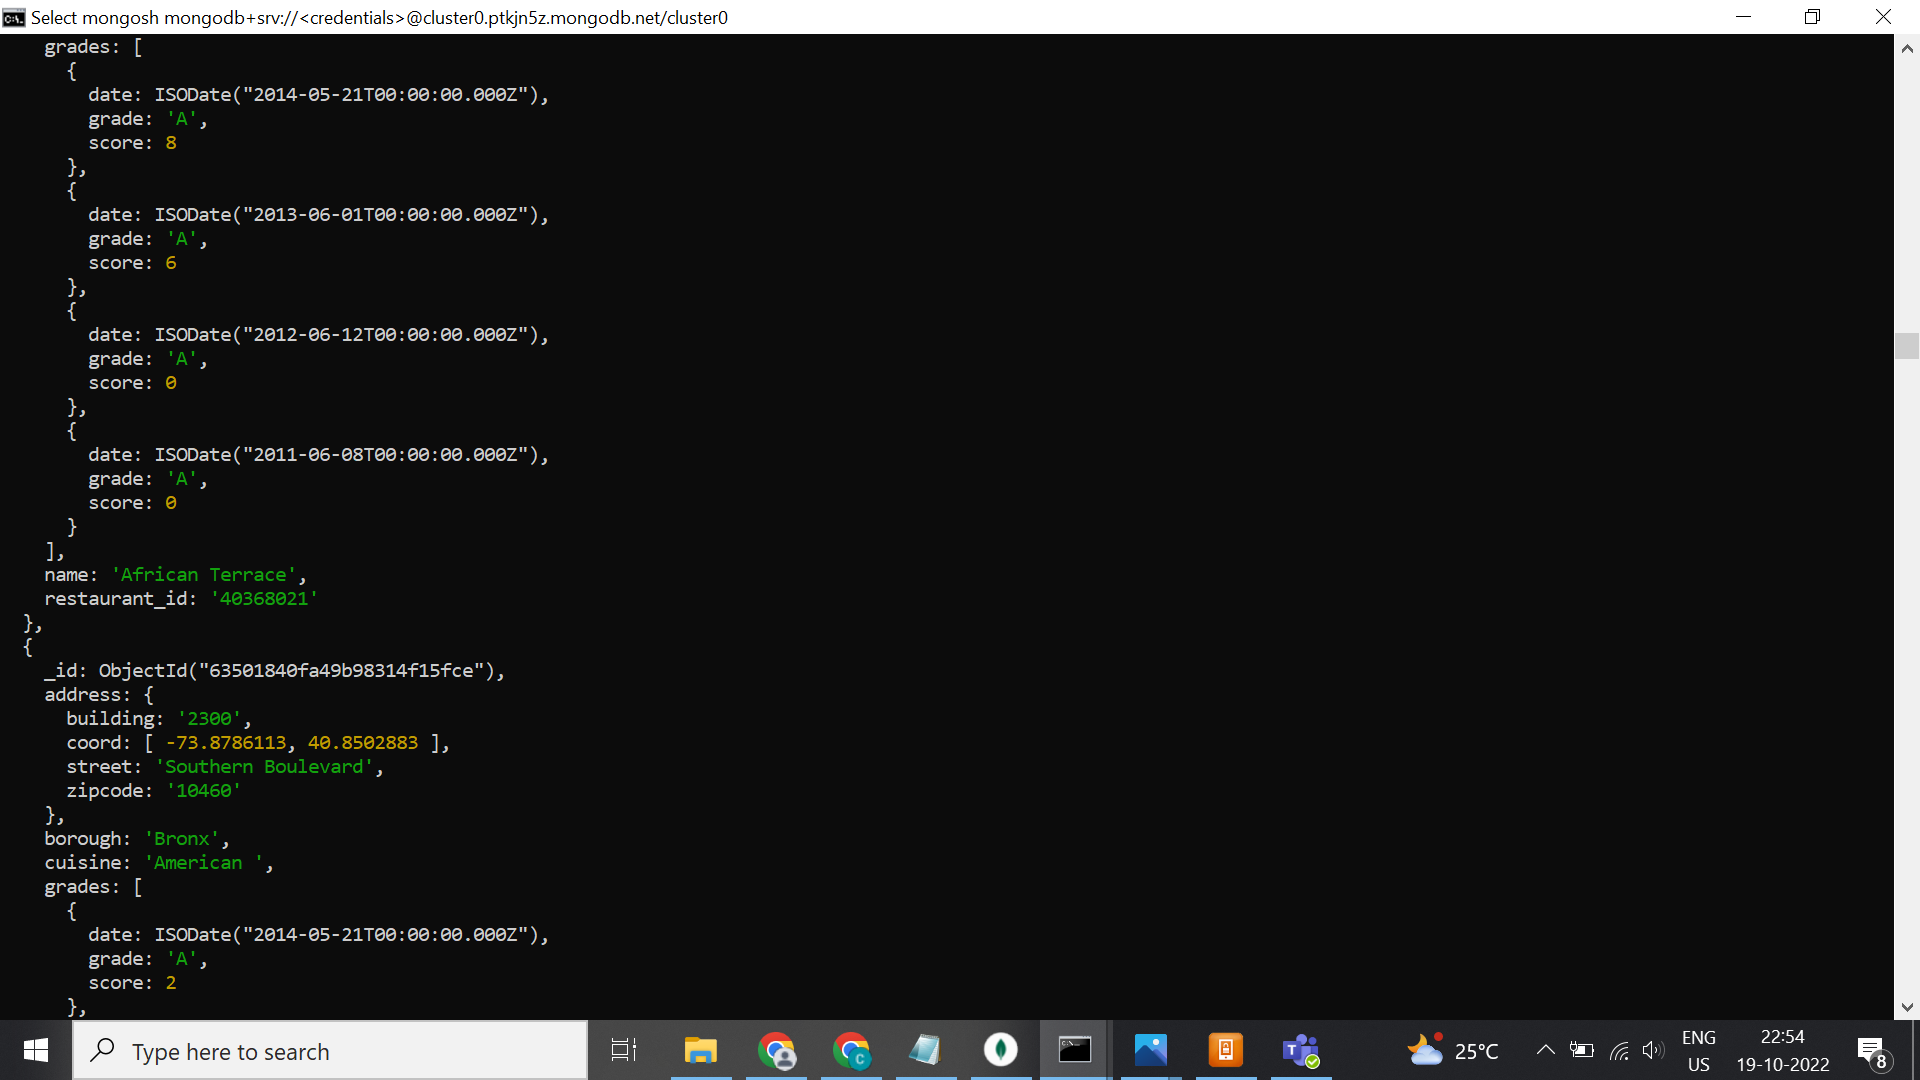 Select mongosh mongodb+srv://<credentials>@cluster0.ptkjn5z.mongodb.net/cluster0
grades: [
{
date: ISODate("2014-05-21T00:00:00.000Z"),
grade: 'A',
score: 8
},
{
date: ISODate("2013-06-01T00:00:00.000Z"),
grade: 'A',
score: 6
},
{
date: ISODate("2012-06-12T00:00:00.000Z"),
grade: 'A',
score: 0
},
{
date: ISODate("2011-06-08T00:00:00.000Z"),
grade: 'A',
score: 0
}
],
name: 'African Terrace',
restaurant_id: '40368021'
},
{
_id: ObjectId("63501840fa49b98314f15fce"),
address: {
building: '2300',
coord: [ -73.8786113, 40.8502883 ],
street: 'Southern Boulevard',
zipcode: '10460'
},
borough: 'Bronx',
cuisine: 'American ',
grades: [
{
date: ISODate("2014-05-21T00:00:00.000Z"),
grade: 'A',
score: 2
},
Type here to search
25°C
ENG
US
22:54
19-10-2022
8